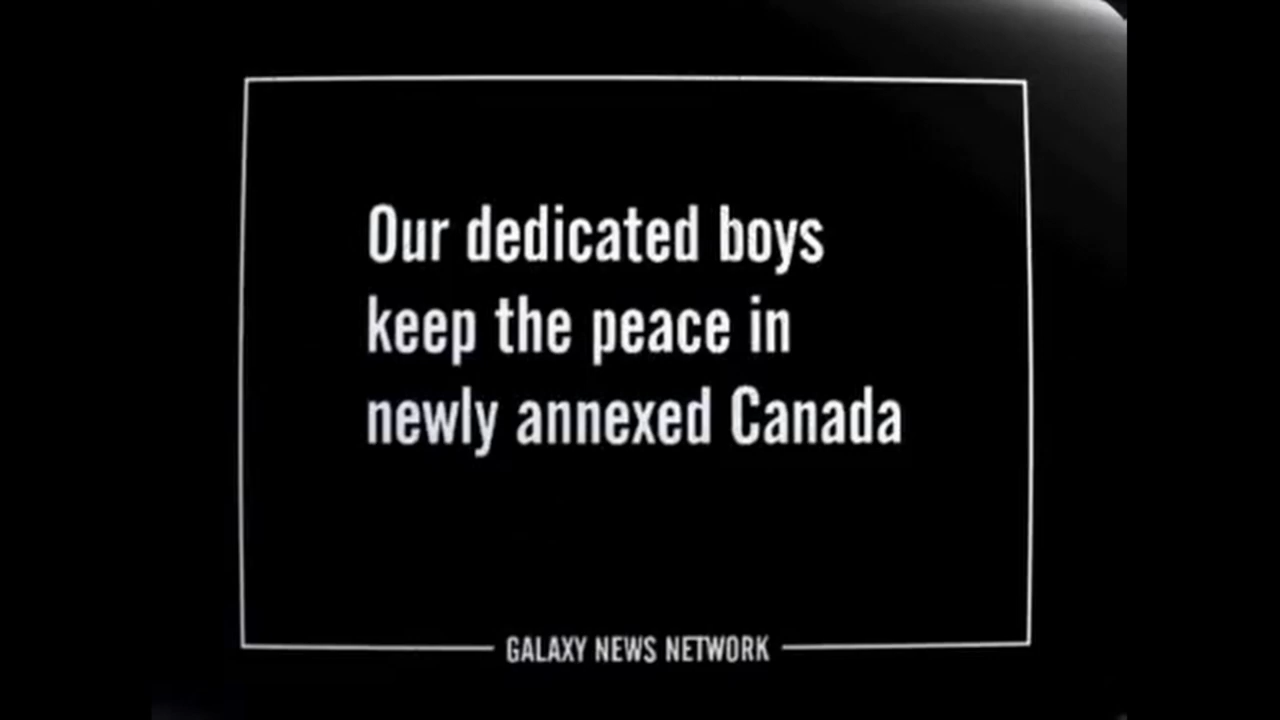 Our dedicated boys
keep the peace in
newly annexed Canada
GALAXY NEWS NETWORK